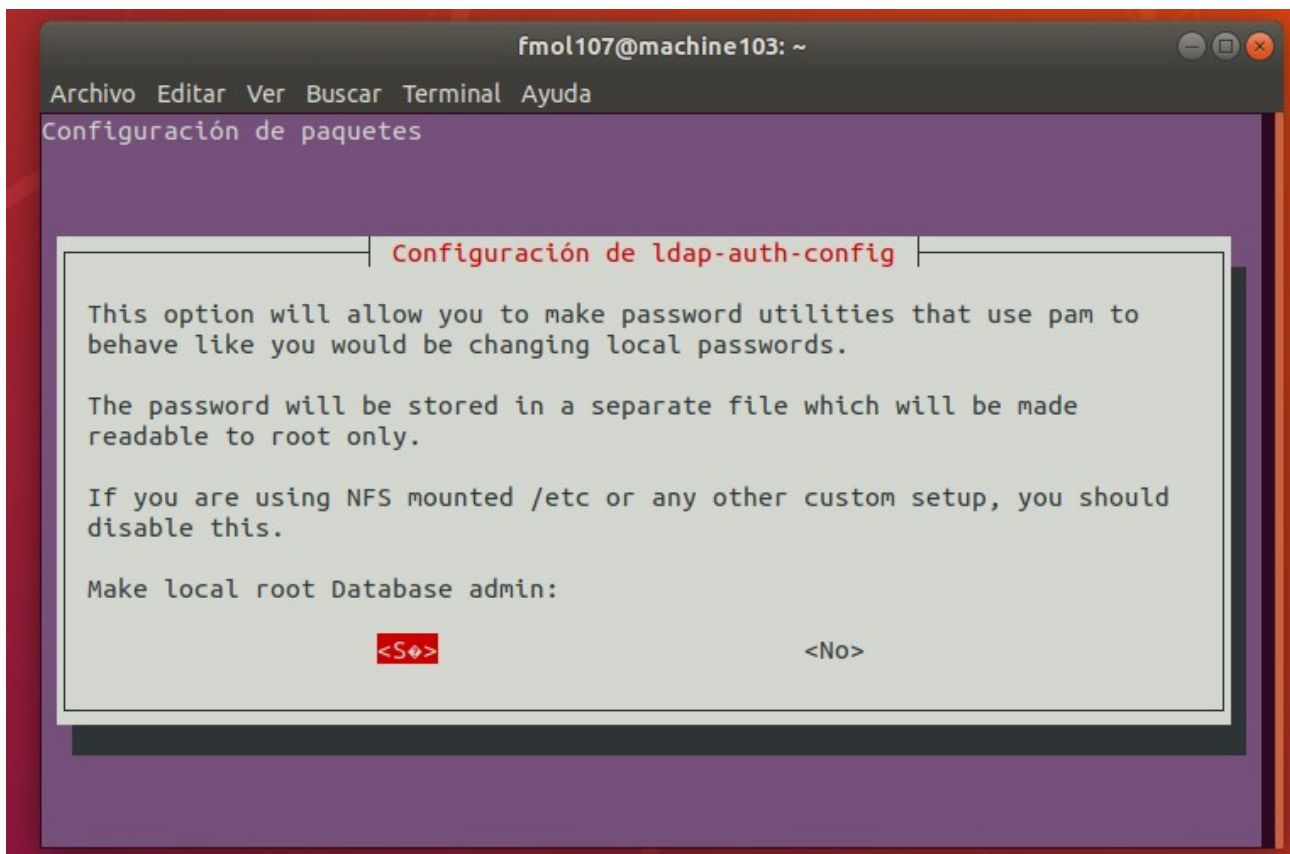 fmol107@machine103: ~
Archivo Editar Ver Buscar Terminal Ayuda
Configuración de paquetes
Configuración de ldap-auth-config
This option will allow you to make password utilities that use pam to
behave like you would be changing local passwords.
The password will be stored in a separate file which will be made
readable to root only.
If you are using NFS mounted /etc or any other custom setup, you should
disable this.
Make local root Database admin:
<S�> <No>